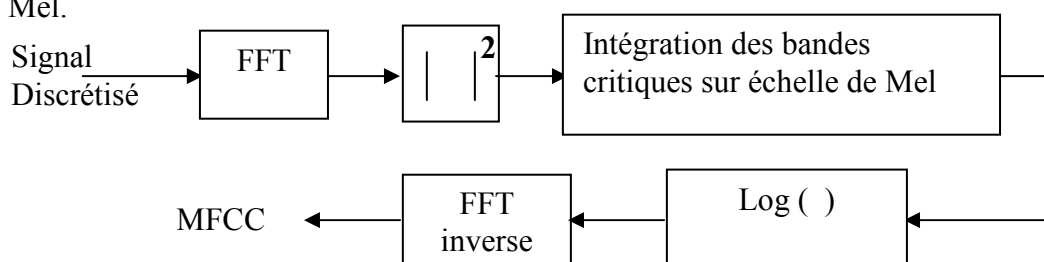 Mel.
Signal
Discrétisé
FFT
| |²
Intégration des bandes
critiques sur échelle de Mel
MFCC
FFT
inverse
Log ( )